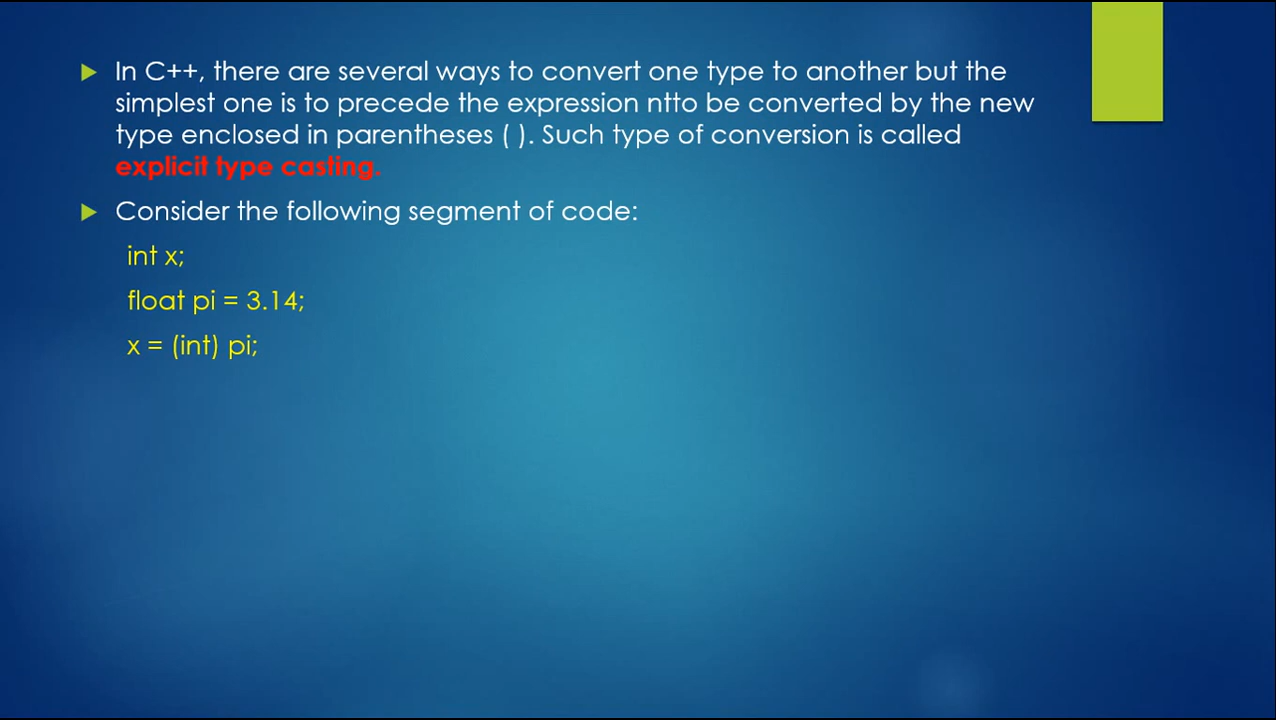 In C++, there are several ways to convert one type to another but the
simplest one is to precede the expression ntto be converted by the new
type enclosed in parentheses ( ). Such type of conversion is called
explicit type casting.
Consider the following segment of code:
int x;
float pi = 3.14;
x = (int) pi;